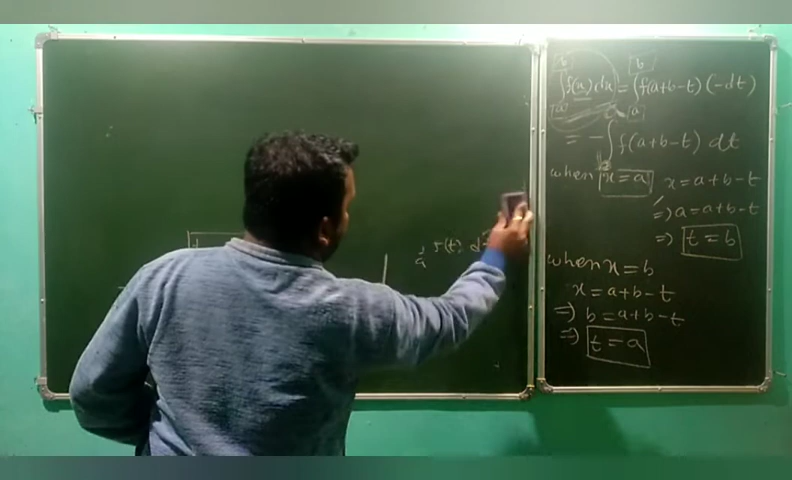 ∫f(x)dx = ∫f(a+b-t)(-dt)
= -∫f(a+b-t) dt
when x=a x=a+b-t
=) a=a+b-t
=) t=b
when x=b
x=a+b-t
=) b=a+b-t
=) t=a